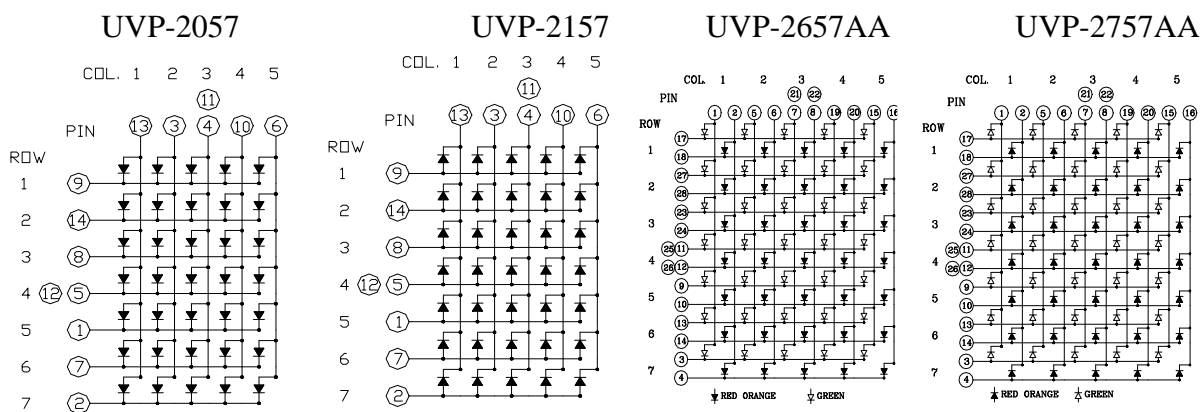 UVP-2057
COL. 1 2 3 4 5
11
PIN 13 3 4 10 6
ROW
1 9
2 14
3 8
4 12 5
5 1
6 7
7 2
UVP-2157
COL. 1 2 3 4 5
11
PIN 13 3 4 10 6
ROW
1 9
2 14
3 8
4 12 5
5 1
6 7
7 2
UVP-2657AA
COL. 1 2 3 4 5
21 22
PIN 1 2 5 6 7 8 19 20 15 16
ROW
17
1 18
27
2 28
23
3 24
25 11
4 26 12
9
5 10
13
6 14
3
7 4
RED ORANGE GREEN
UVP-2757AA
COL. 1 2 3 4 5
21 22
PIN 1 2 5 6 7 8 19 20 15 16
ROW
17
1 18
27
2 28
23
3 24
25 11
4 26 12
9
5 10
13
6 14
3
7 4
RED ORANGE GREEN